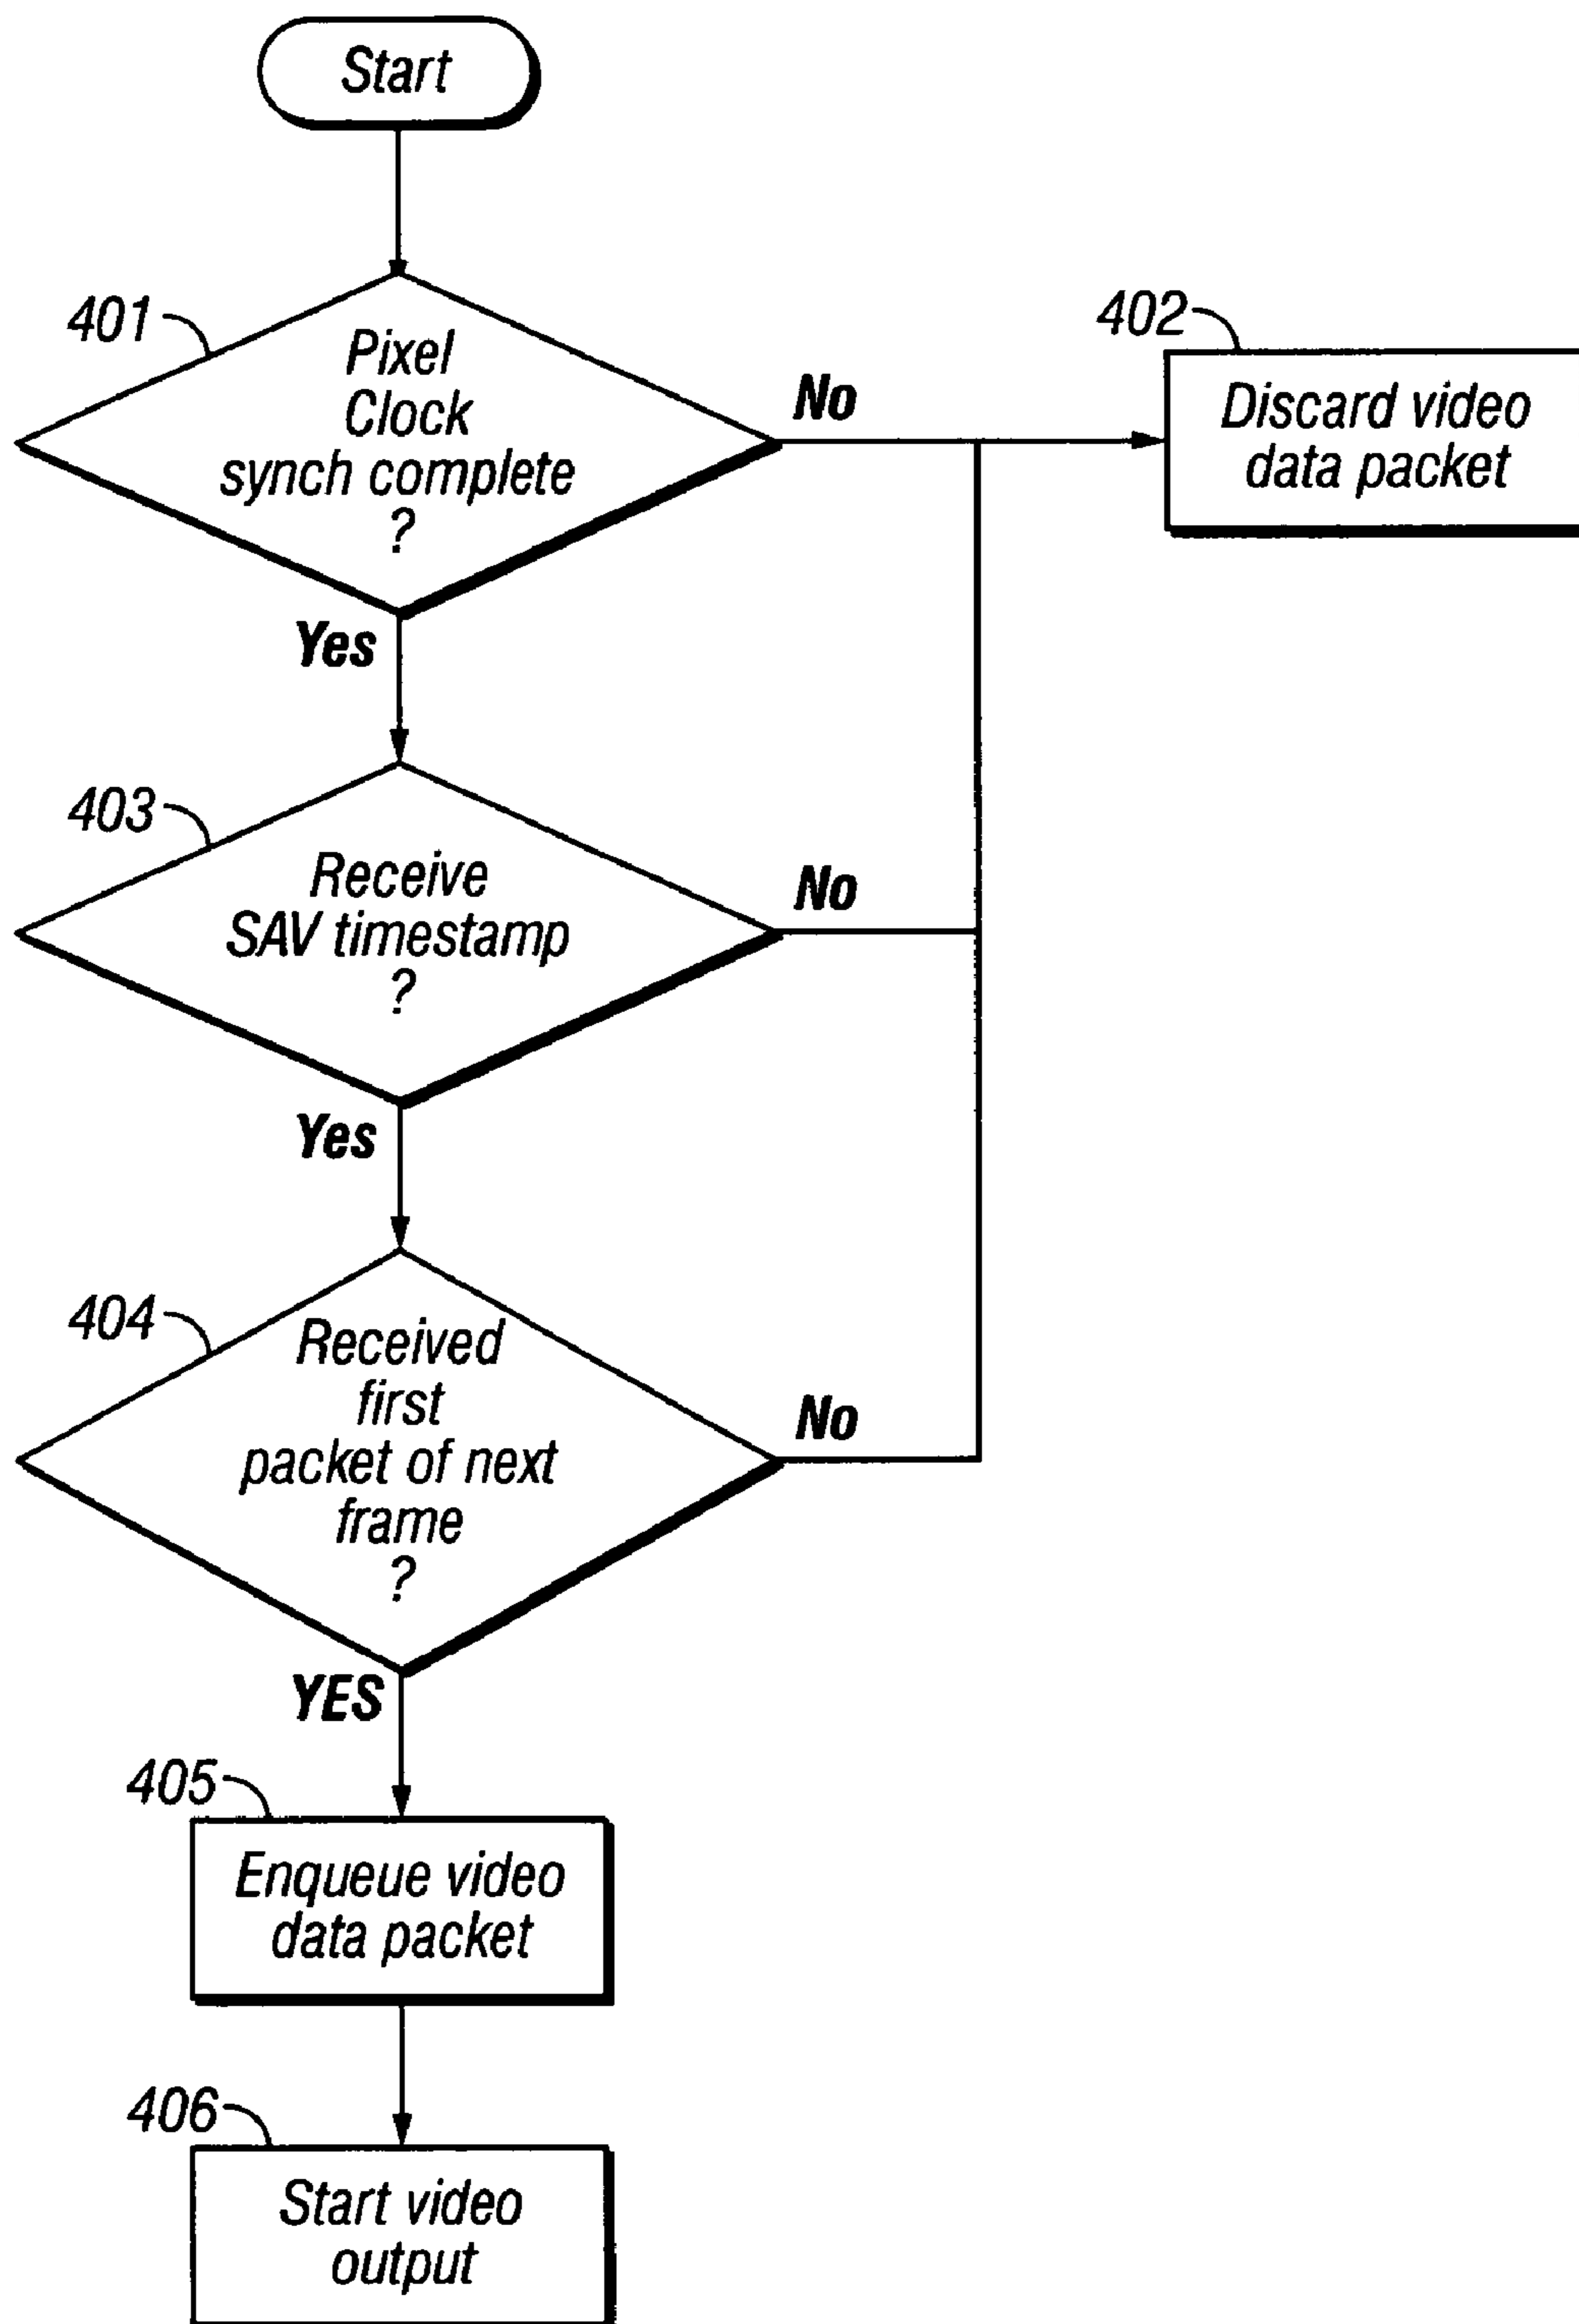 Start
401
Pixel
Clock
synch complete
?
No
402
Discard video
data packet
Yes
403
Receive
SAV timestamp
?
No
Yes
404
Received
first
packet of next
frame
?
No
YES
405
Enqueue video
data packet
406
Start video
output